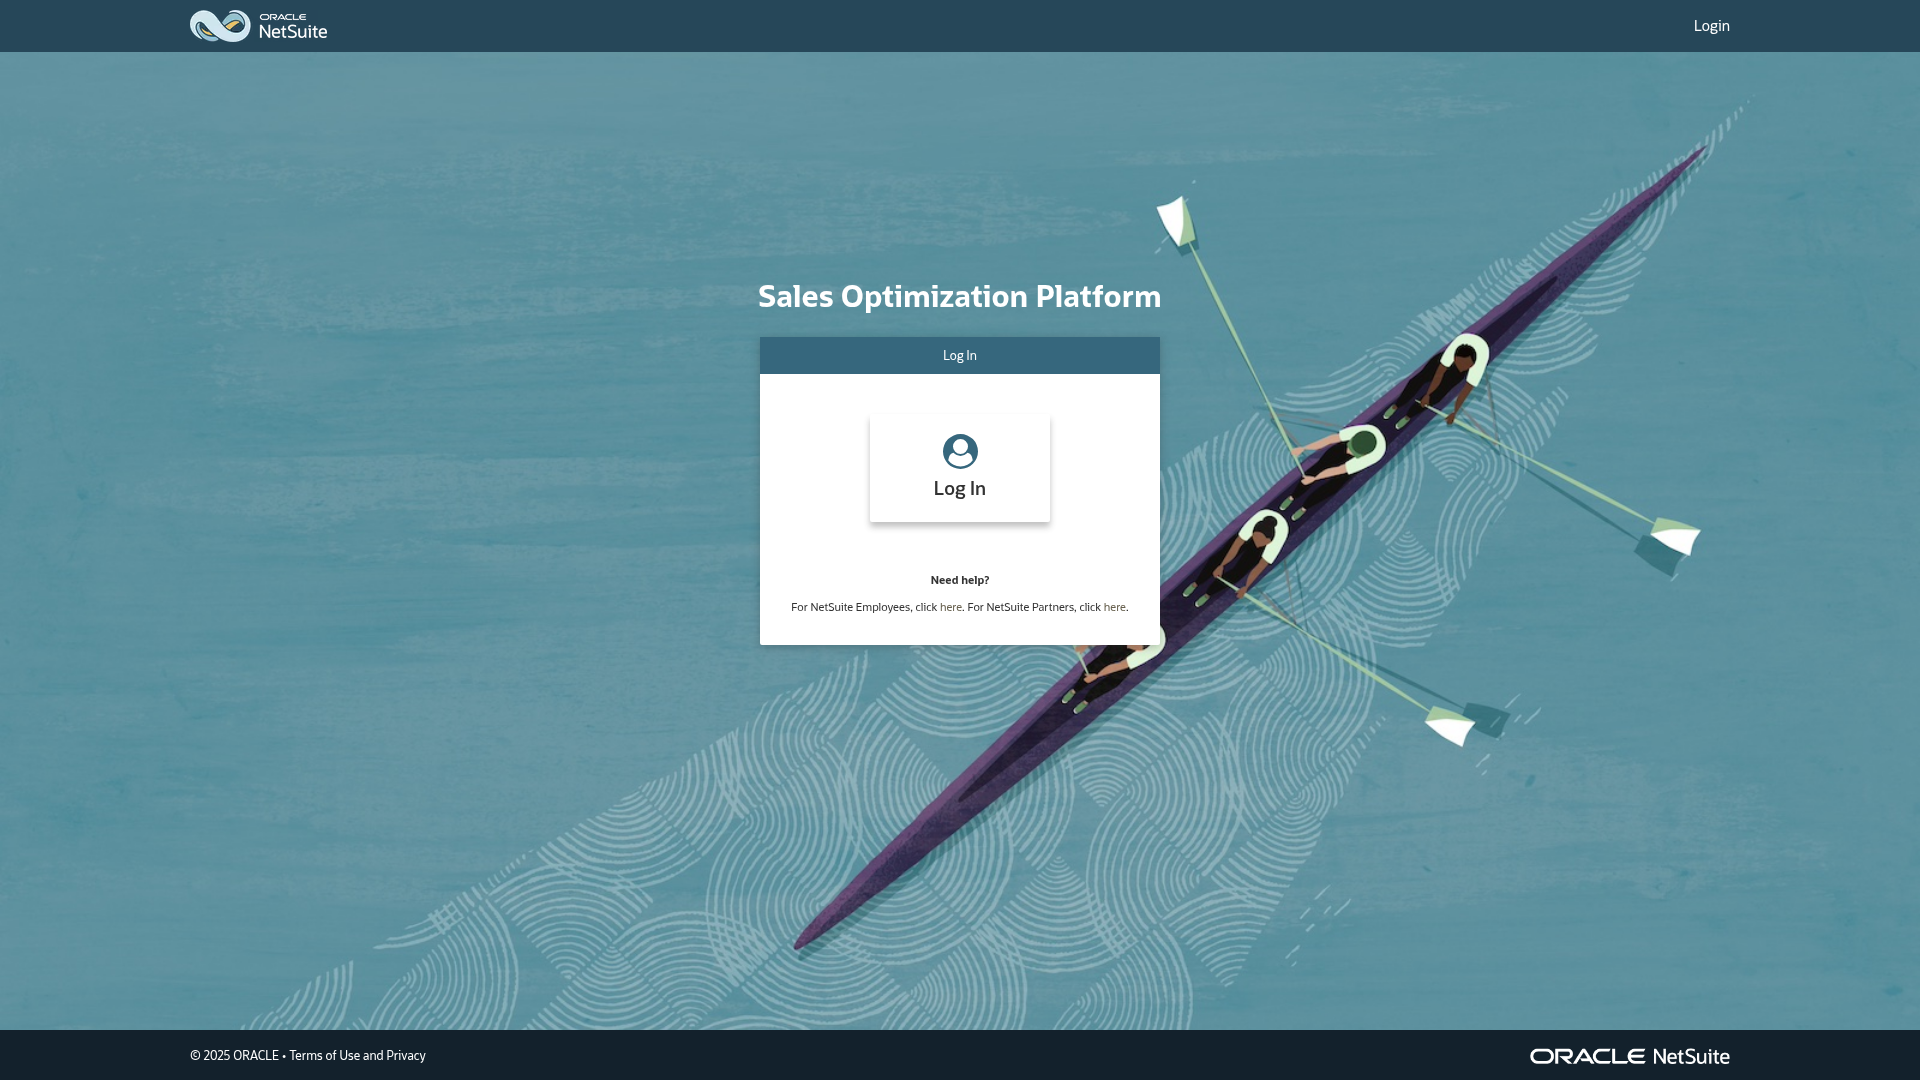 ORACLE
NetSuite
Login
Sales Optimization Platform
Log In
Log In
Need help?
For NetSuite Employees, click here. For NetSuite Partners, click here.
© 2025 ORACLE • Terms of Use and Privacy
ORACLE NetSuite